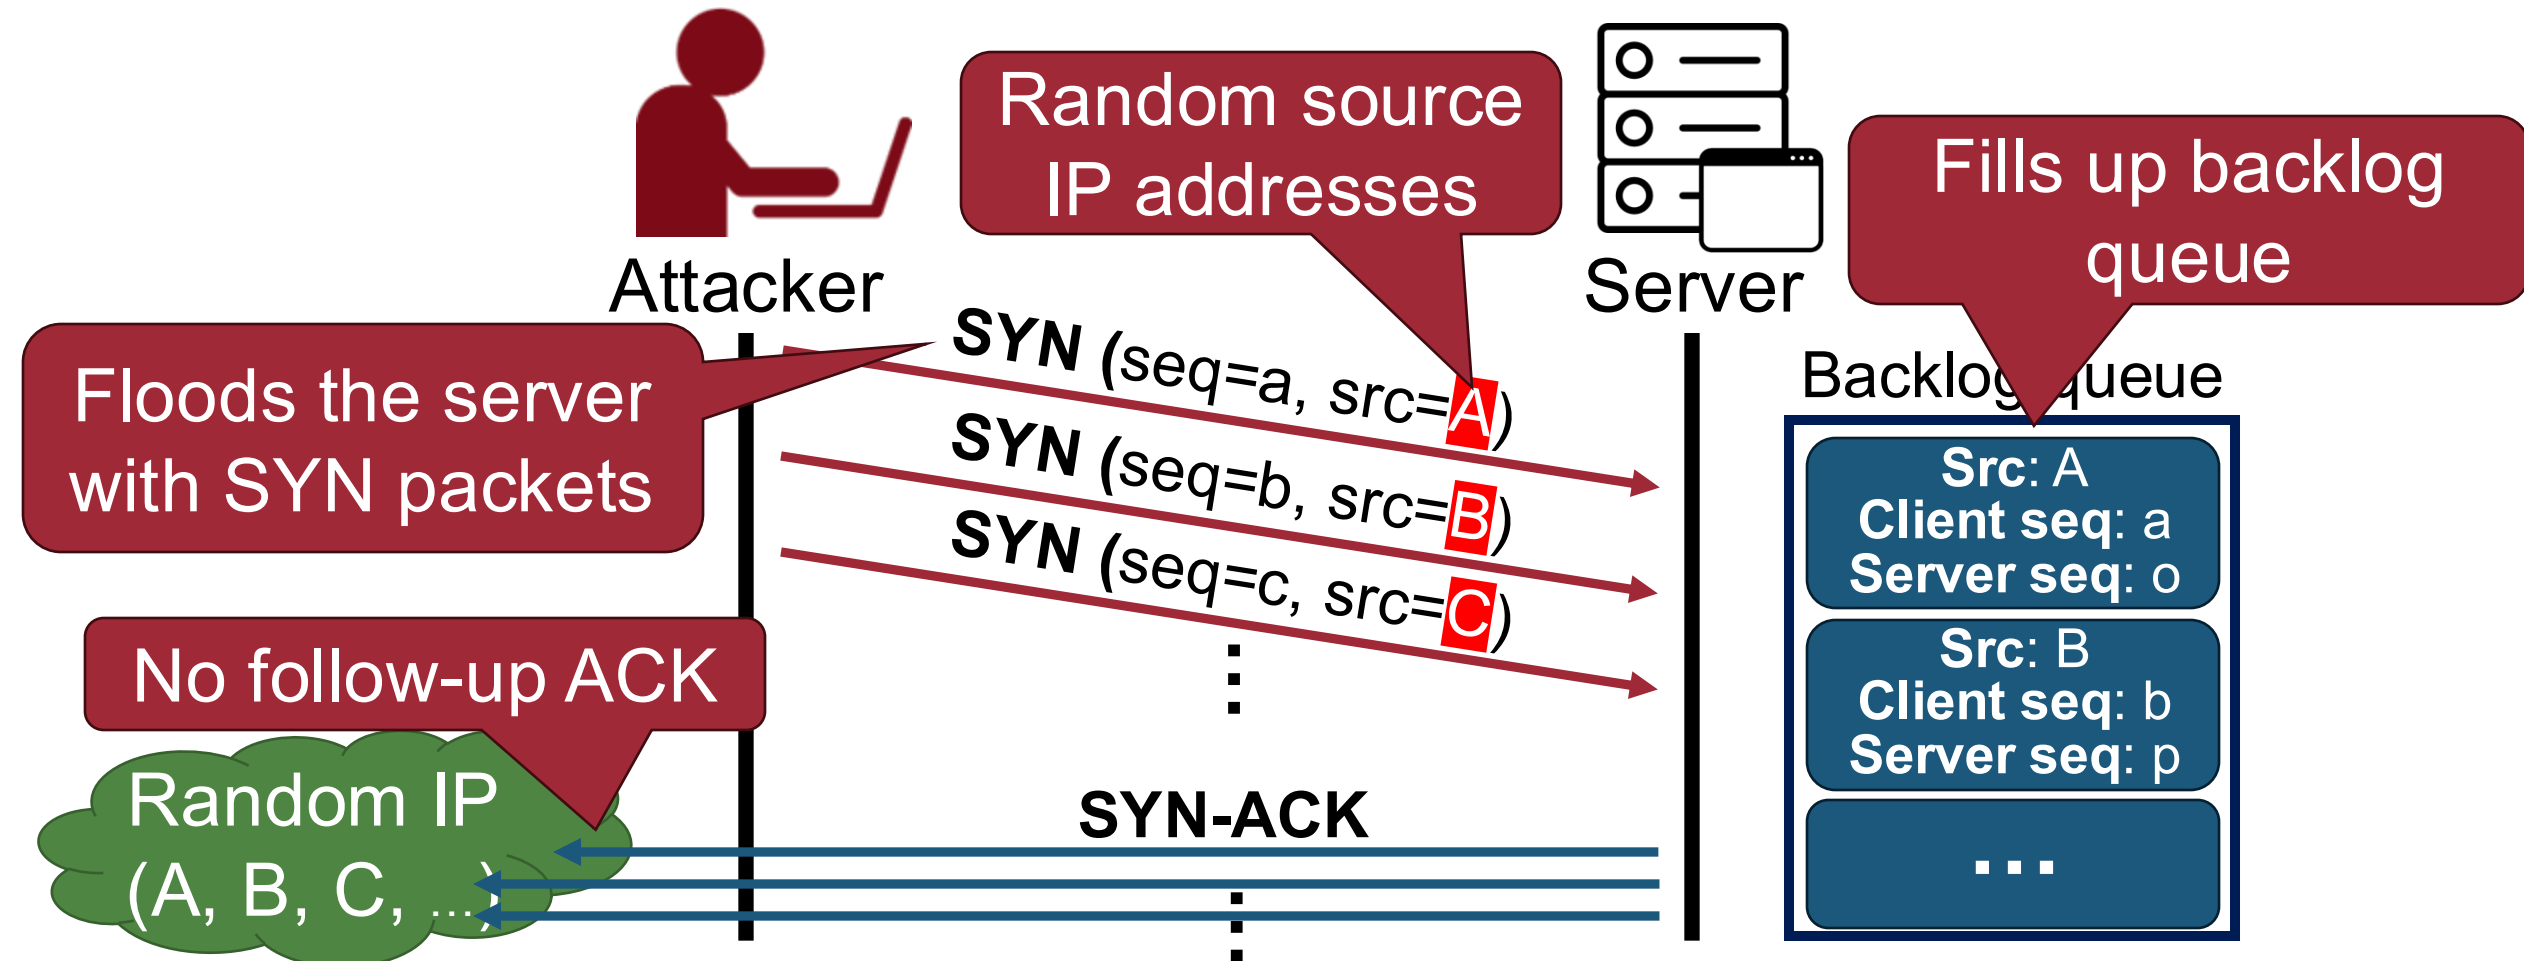 Random source
IP addresses
Fills up backlog
queue
Attacker
Server
Floods the server
with SYN packets
SYN (seq=a, src=A)
SYN (seq=b, src=B)
SYN (seq=c, src=C)
⋮
Backlog queue
Src: A
Client seq: a
Server seq: o
Src: B
Client seq: b
Server seq: p
...
No follow-up ACK
Random IP
(A, B, C, ...)
SYN-ACK
⋮